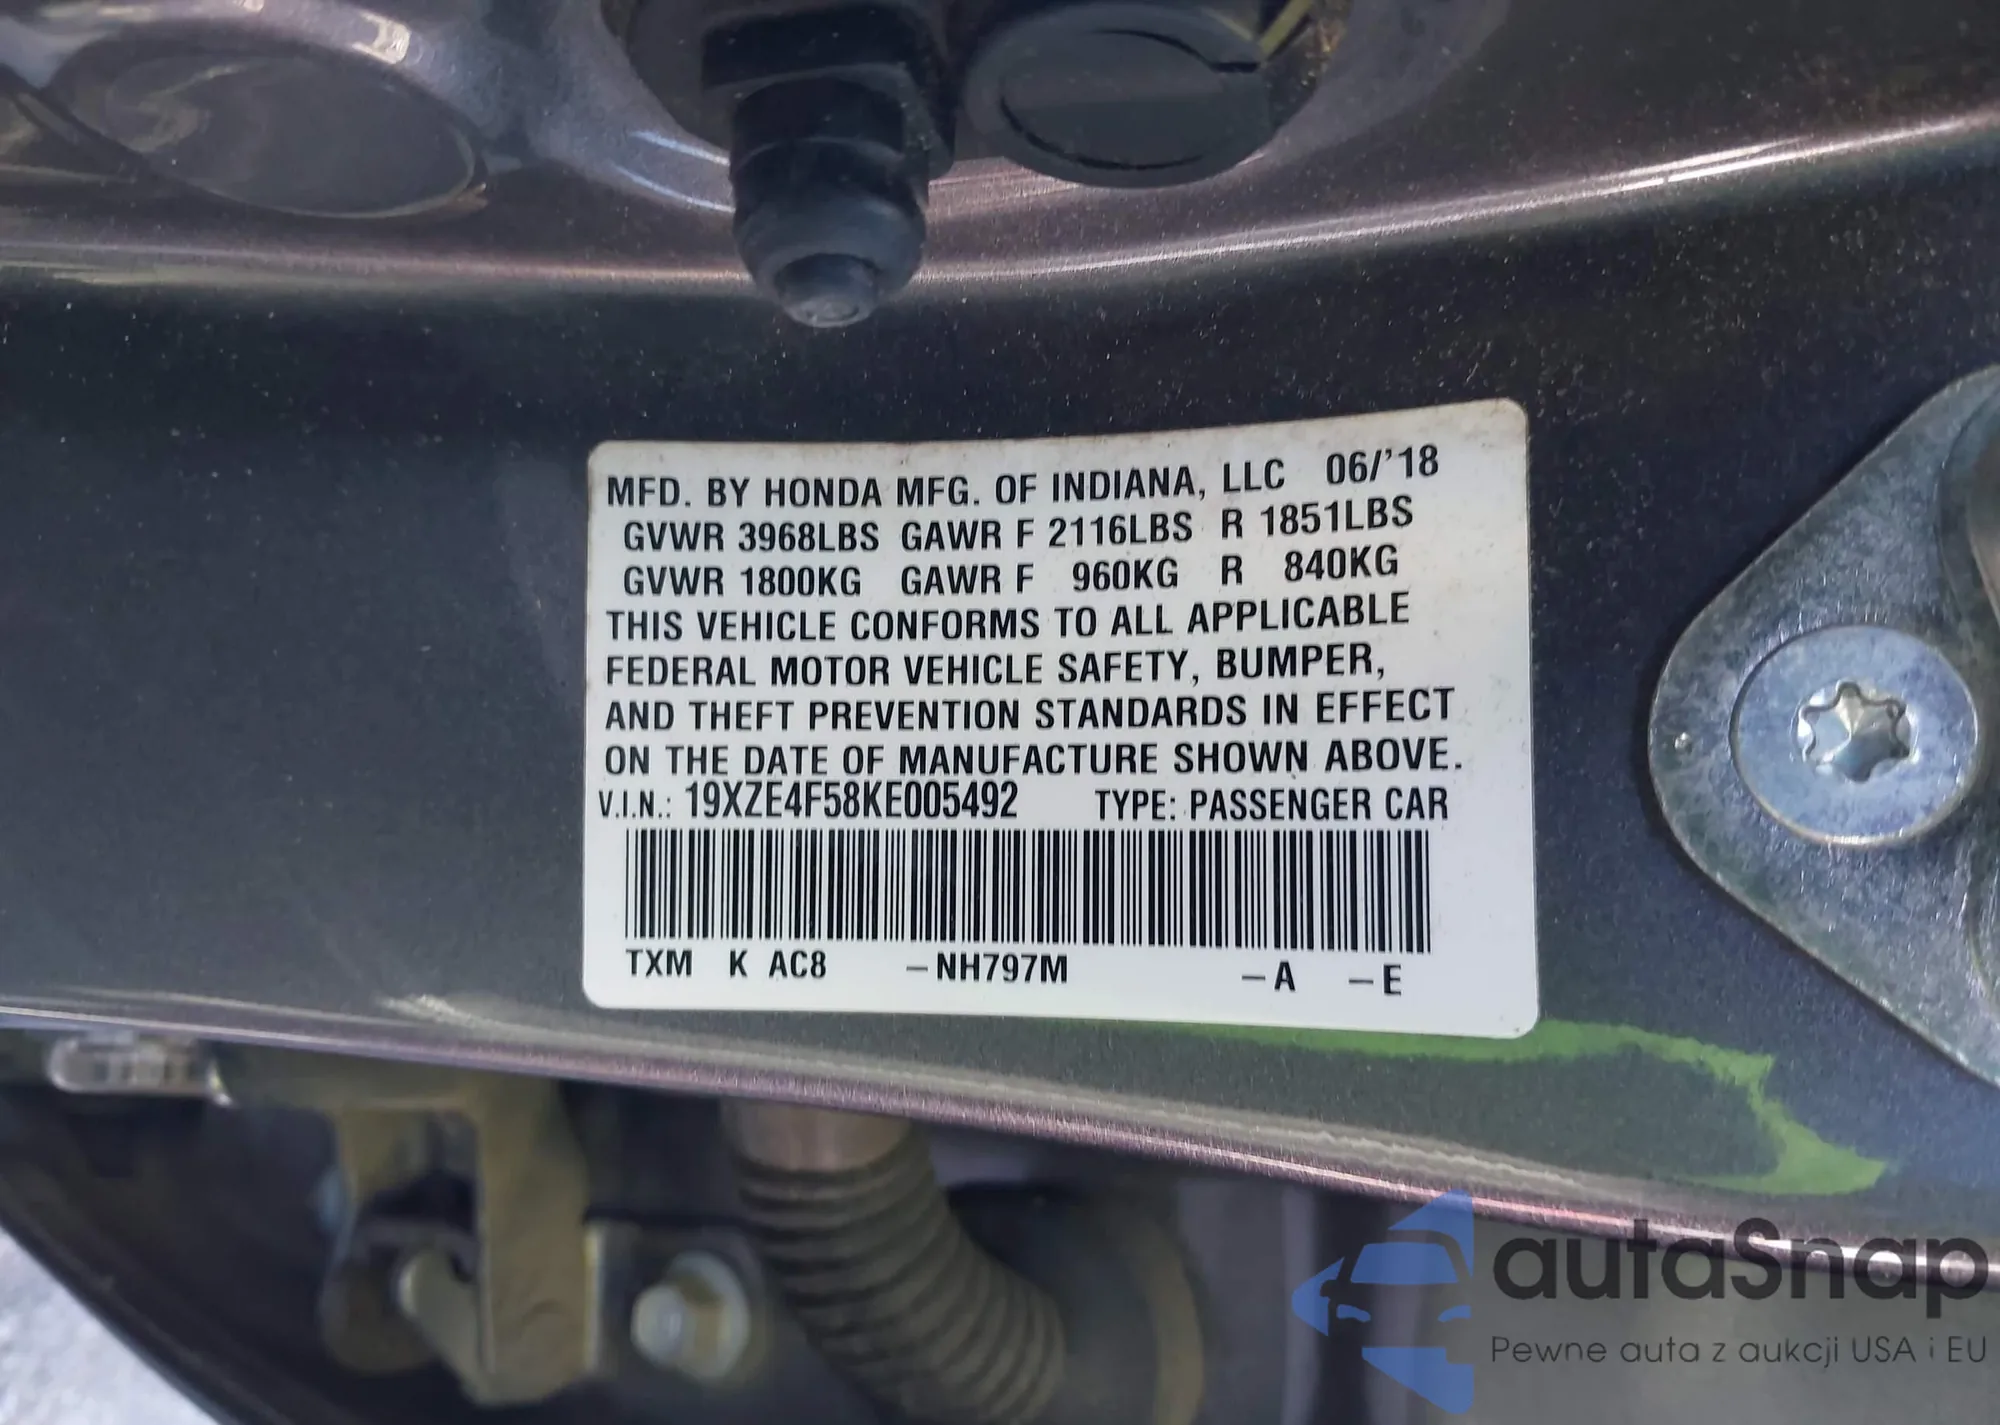 MFD. BY HONDA MFG. OF INDIANA, LLC 06/'18
GVWR 3968LBS GAWR F 2116LBS R 1851LBS
GVWR 1800KG GAWR F 960KG R 840KG
THIS VEHICLE CONFORMS TO ALL APPLICABLE
FEDERAL MOTOR VEHICLE SAFETY, BUMPER,
AND THEFT PREVENTION STANDARDS IN EFFECT
ON THE DATE OF MANUFACTURE SHOWN ABOVE.
V.I.N.: 19XZE4F58KE005492 TYPE: PASSENGER CAR
TXM K AC8 –NH797M –A –E
autaSnap
Pewne auta z aukcji USA i EU